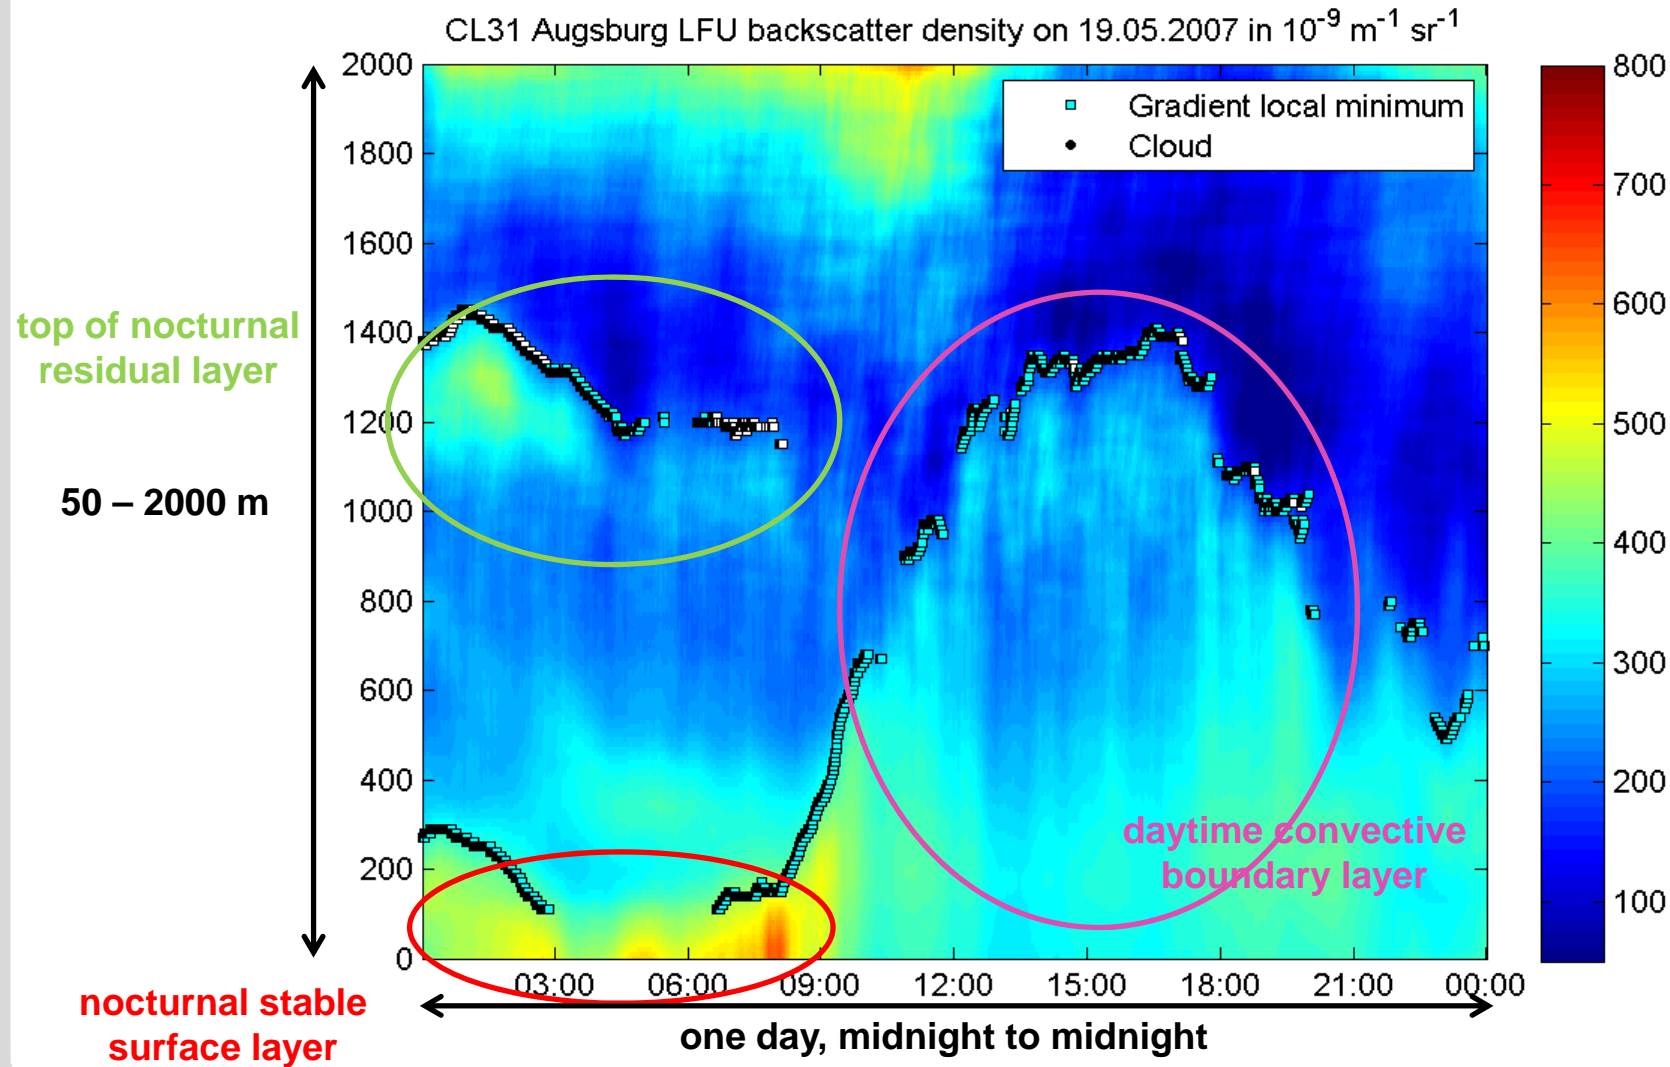 CL31 Augsburg LFU backscatter density on 19.05.2007 in 10⁻⁹ m⁻¹ sr⁻¹
Gradient local minimum
Cloud
2000
1800
1600
1400
1200
1000
800
600
400
200
0
top of nocturnal
residual layer
50 – 2000 m
daytime convective
boundary layer
nocturnal stable
surface layer
03:00 06:00 09:00 12:00 15:00 18:00 21:00 00:00
one day, midnight to midnight
800
700
600
500
400
300
200
100